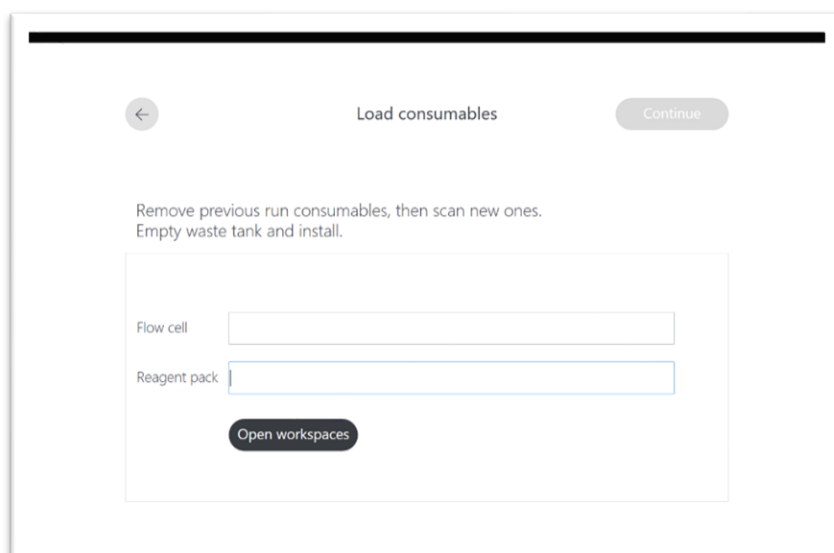 Load consumables
Continue
Remove previous run consumables, then scan new ones.
Empty waste tank and install.
Flow cell
Reagent pack
Open workspaces